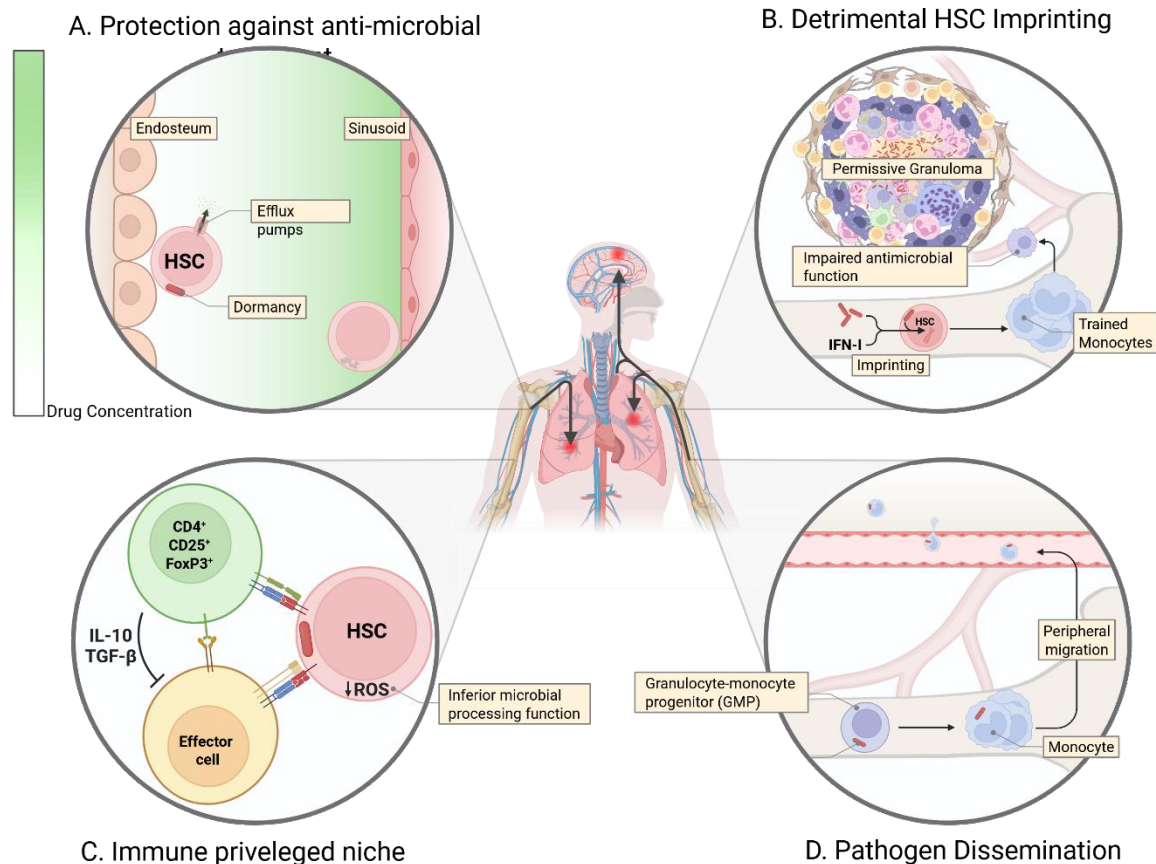 A. Protection against anti-microbial
Endosteum
Sinusoid
Efflux
pumps
HSC
Dormancy
Drug Concentration
B. Detrimental HSC Imprinting
Permissive Granuloma
Impaired antimicrobial
function
HSC
IFN-I
Imprinting
Trained
Monocytes
CD4⁺
CD25⁺
FoxP3⁺
HSC
IL-10
TGF-β
↓ROS
Inferior microbial
processing function
Effector
cell
C. Immune priveleged niche
Peripheral
migration
Granulocyte-monocyte
progenitor (GMP)
Monocyte
D. Pathogen Dissemination